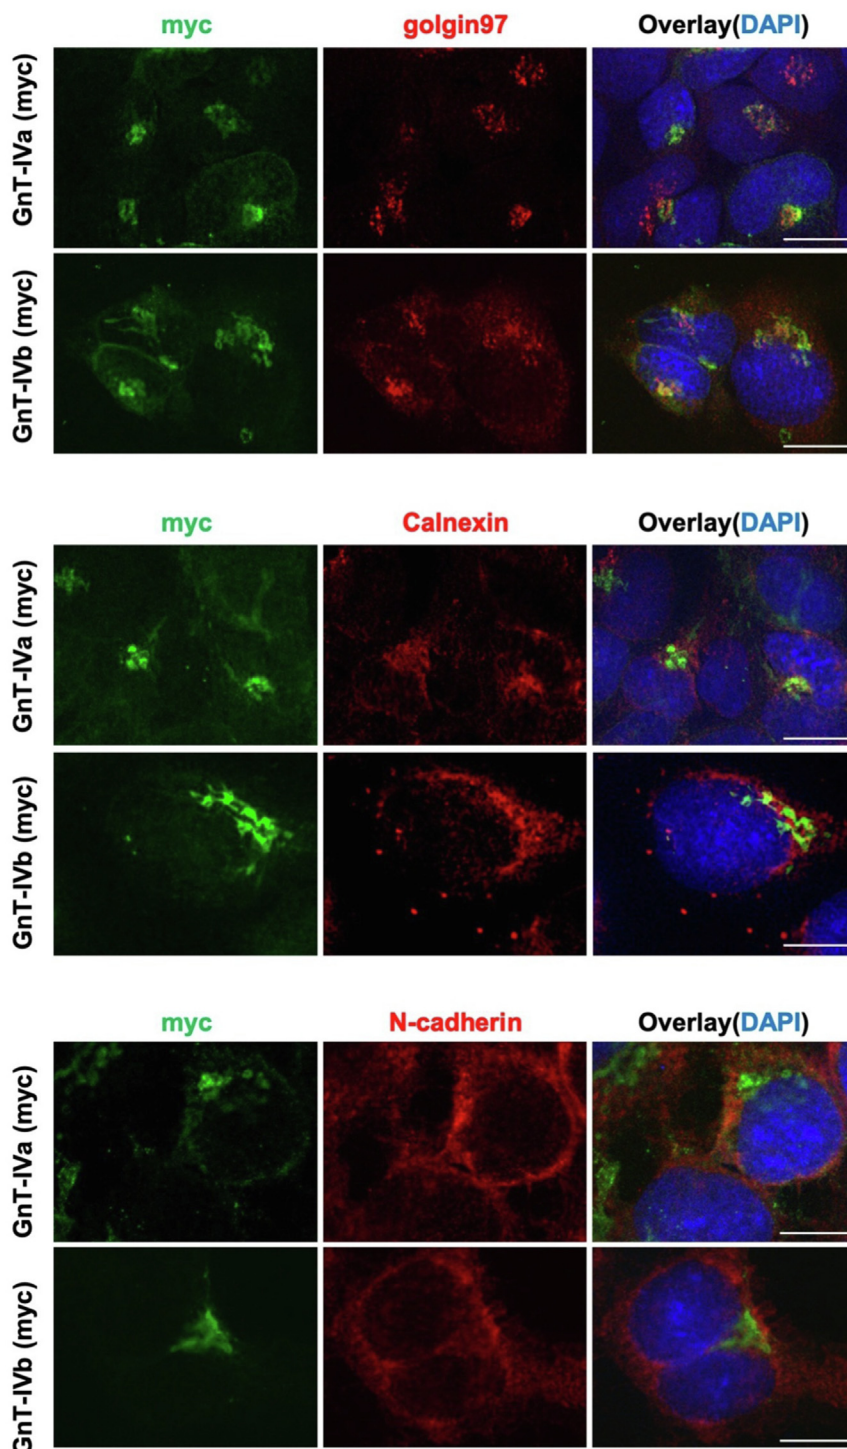 myc golgin97 Overlay(DAPI)
GnT-IVa (myc)
GnT-IVb (myc)
myc Calnexin Overlay(DAPI)
GnT-IVa (myc)
GnT-IVb (myc)
myc N-cadherin Overlay(DAPI)
GnT-IVa (myc)
GnT-IVb (myc)